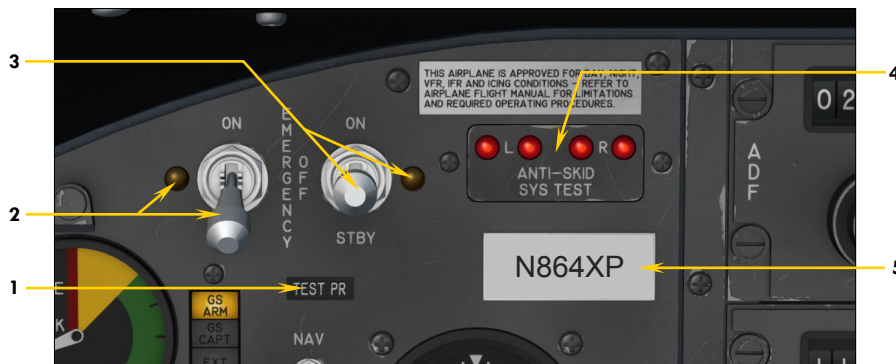 3
4
THIS AIRPLANE IS APPROVED FOR DAY, NIGHT,
VFR, IFR AND ICING CONDITIONS - REFER TO
AIRPLANE FLIGHT MANUAL FOR LIMITATIONS
AND REQUIRED OPERATING PROCEDURES.
ON
EMERGENCY
OFF
ON
L
R
ANTI-SKID
SYS TEST
ADF
02
2
STBY
N864XP
5
1
TEST PR
GS
ARM
GS
CAPT
EXT
NAV
E
K